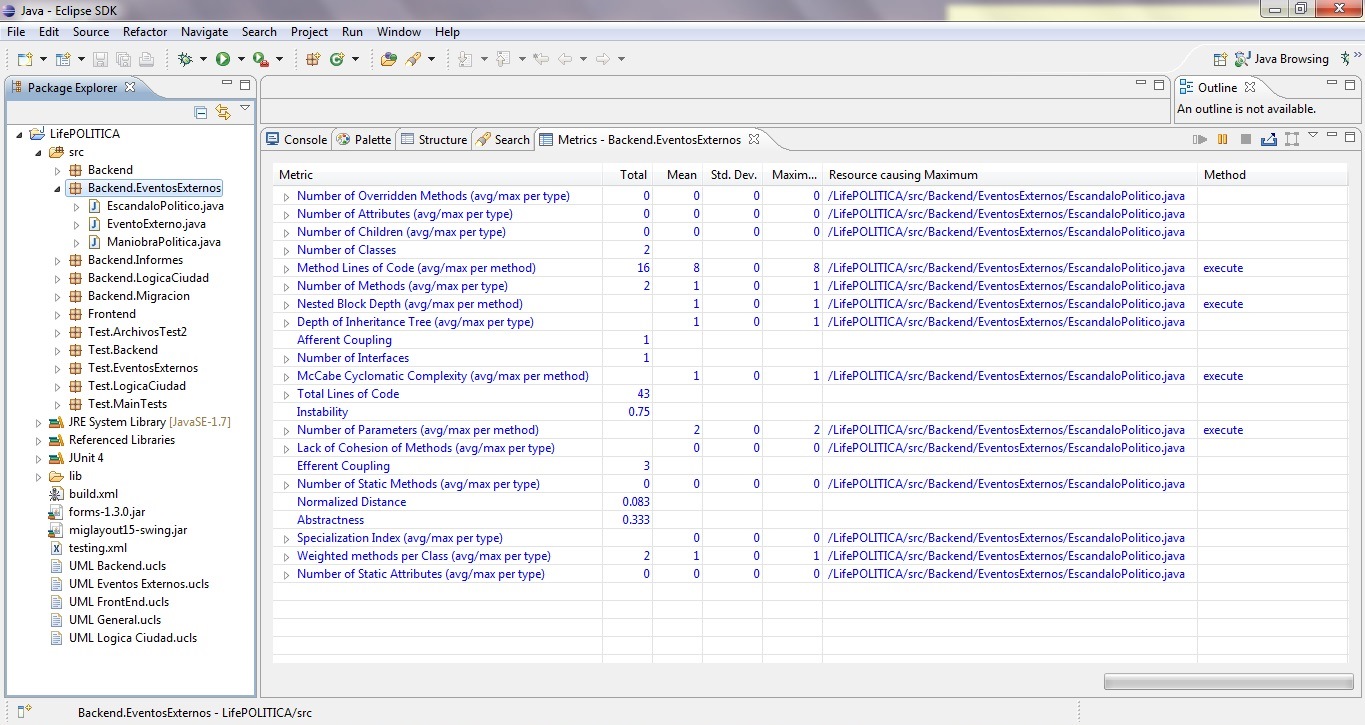 Java - Eclipse SDK
File Edit Source Refactor Navigate Search Project Run Window Help
Java Browsing
Package Explorer
LifePOLITICA
src
Backend
Backend.EventosExternos
EscandaloPolitico.java
EventoExterno.java
ManiobraPolitica.java
Backend.Informes
Backend.LogicaCiudad
Backend.Migracion
Frontend
Test.ArchivosTest2
Test.Backend
Test.EventosExternos
Test.LogicaCiudad
Test.MainTests
JRE System Library [JavaSE-1.7]
Referenced Libraries
JUnit 4
lib
build.xml
forms-1.3.0.jar
miglayout15-swing.jar
testing.xml
UML Backend.ucls
UML Eventos Externos.ucls
UML FrontEnd.ucls
UML General.ucls
UML Logica Ciudad.ucls
Outline
An outline is not available.
Console Palette Structure Search Metrics - Backend.EventosExternos
Metric Total Mean Std. Dev. Maxim... Resource causing Maximum Method
Number of Overridden Methods (avg/max per type) 0 0 0 0 /LifePOLITICA/src/Backend/EventosExternos/EscandaloPolitico.java
Number of Attributes (avg/max per type) 0 0 0 0 /LifePOLITICA/src/Backend/EventosExternos/EscandaloPolitico.java
Number of Children (avg/max per type) 0 0 0 0 /LifePOLITICA/src/Backend/EventosExternos/EscandaloPolitico.java
Number of Classes 2
Method Lines of Code (avg/max per method) 16 8 0 8 /LifePOLITICA/src/Backend/EventosExternos/EscandaloPolitico.java execute
Number of Methods (avg/max per type) 2 1 0 1 /LifePOLITICA/src/Backend/EventosExternos/EscandaloPolitico.java
Nested Block Depth (avg/max per method) 1 0 1 /LifePOLITICA/src/Backend/EventosExternos/EscandaloPolitico.java execute
Depth of Inheritance Tree (avg/max per type) 1 0 1 /LifePOLITICA/src/Backend/EventosExternos/EscandaloPolitico.java
Afferent Coupling 1
Number of Interfaces 1
McCabe Cyclomatic Complexity (avg/max per method) 1 0 1 /LifePOLITICA/src/Backend/EventosExternos/EscandaloPolitico.java execute
Total Lines of Code 43
Instability 0.75
Number of Parameters (avg/max per method) 2 0 2 /LifePOLITICA/src/Backend/EventosExternos/EscandaloPolitico.java execute
Lack of Cohesion of Methods (avg/max per type) 0 0 0 /LifePOLITICA/src/Backend/EventosExternos/EscandaloPolitico.java
Efferent Coupling 3
Number of Static Methods (avg/max per type) 0 0 0 0 /LifePOLITICA/src/Backend/EventosExternos/EscandaloPolitico.java
Normalized Distance 0.083
Abstractness 0.333
Specialization Index (avg/max per type) 0 0 0 /LifePOLITICA/src/Backend/EventosExternos/EscandaloPolitico.java
Weighted methods per Class (avg/max per type) 2 1 0 1 /LifePOLITICA/src/Backend/EventosExternos/EscandaloPolitico.java
Number of Static Attributes (avg/max per type) 0 0 0 0 /LifePOLITICA/src/Backend/EventosExternos/EscandaloPolitico.java
Backend.EventosExternos - LifePOLITICA/src